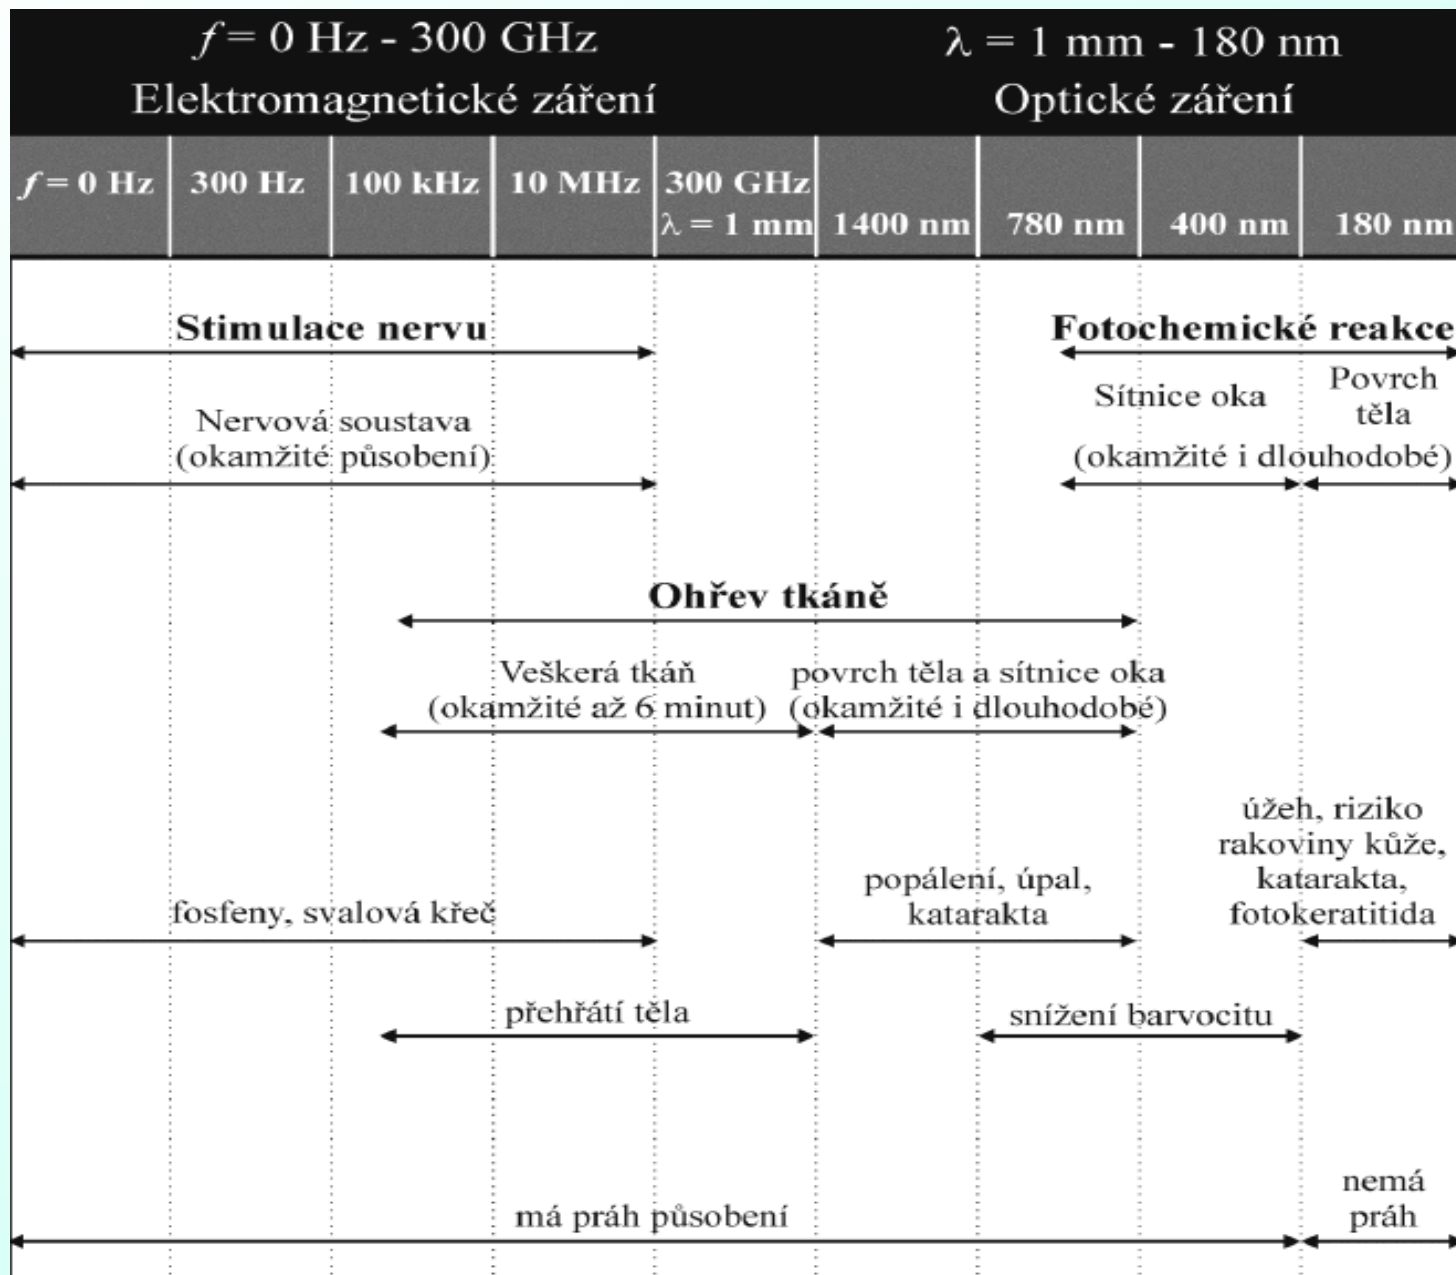 f = 0 Hz - 300 GHz
Elektromagnetické záření
λ = 1 mm - 180 nm
Optické záření
f = 0 Hz
300 Hz
100 kHz
10 MHz
300 GHz
λ = 1 mm
1400 nm
780 nm
400 nm
180 nm
Stimulace nervu
Fotochemické reakce
Nervová soustava
(okamžité působení)
Sítnice oka
Povrch
těla
(okamžité i dlouhodobé)
Ohřev tkáně
Veškerá tkáň
(okamžité až 6 minut)
povrch těla a sítnice oka
(okamžité i dlouhodobé)
fosfeny, svalová křeč
popálení, úpal,
katarakta
úžeh, riziko
rakoviny kůže,
katarakta,
fotokeratitida
přehřátí těla
snížení barvocitu
má práh působení
nemá
práh